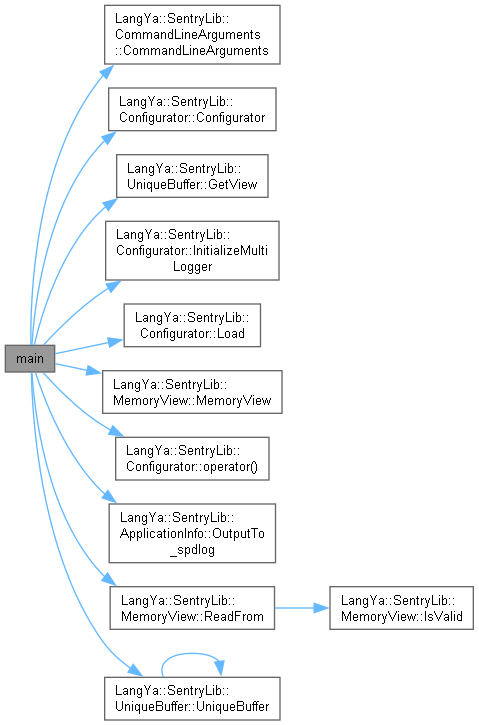 LangYa::SentryLib::
CommandLineArguments
::CommandLineArguments
LangYa::SentryLib::
Configurator::Configurator
LangYa::SentryLib::
UniqueBuffer::GetView
LangYa::SentryLib::
Configurator::InitializeMulti
Logger
LangYa::SentryLib::
Configurator::Load
main
LangYa::SentryLib::
MemoryView::MemoryView
LangYa::SentryLib::
Configurator::operator()
LangYa::SentryLib::
ApplicationInfo::OutputTo
_spdlog
LangYa::SentryLib::
MemoryView::ReadFrom
LangYa::SentryLib::
MemoryView::IsValid
LangYa::SentryLib::
UniqueBuffer::UniqueBuffer